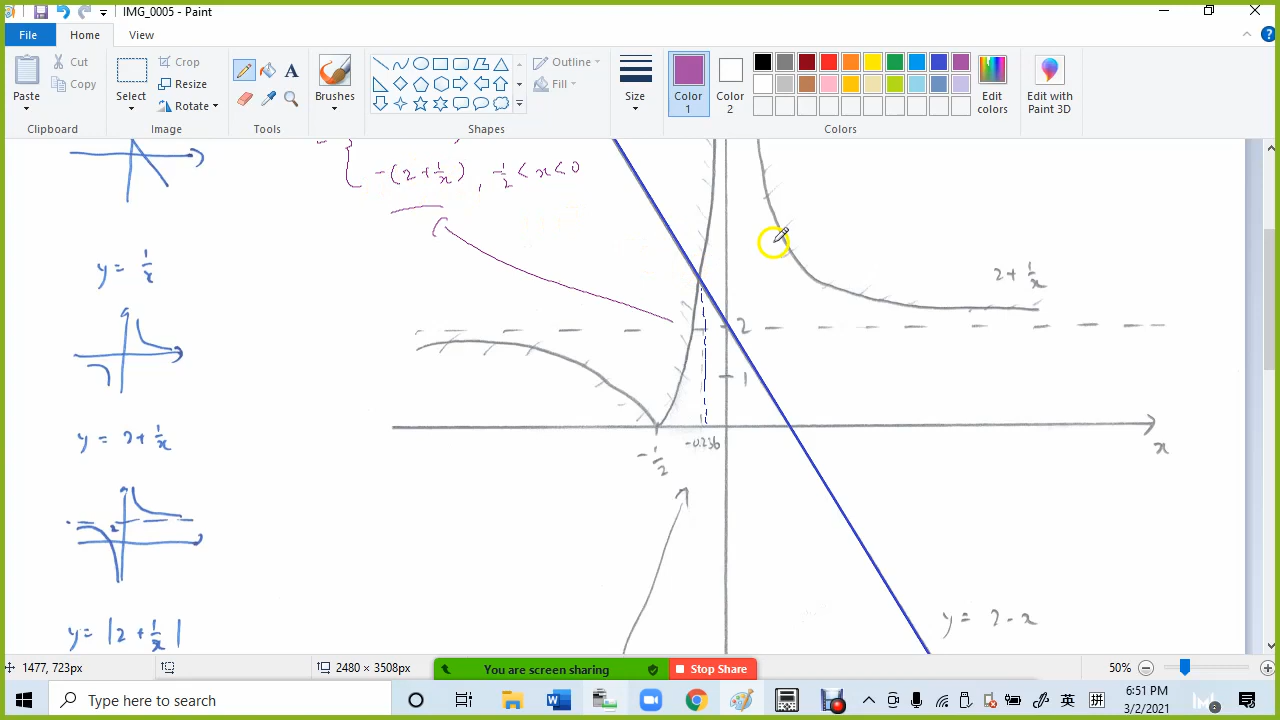 IMG_0005 - Paint
File
Home
View
Paste
Cut
Copy
Clipboard
Select
Crop
Resize
Rotate
Image
Tools
Brushes
Shapes
Outline
Fill
Size
Color 1
Color 2
Edit colors
Colors
Edit with Paint 3D
-(2+1/x), -1/2 < x < 0
y = 1/x
y = 2+ 1/x
2
y = |2 + 1/x|
2 + 1/x
2
1
-1/2
-0.236
x
y = 2 - x
1477, 723px
2480 × 3508px
You are screen sharing
Stop Share
50%
Type here to search
英
拼
6:51 PM
3/2/2021